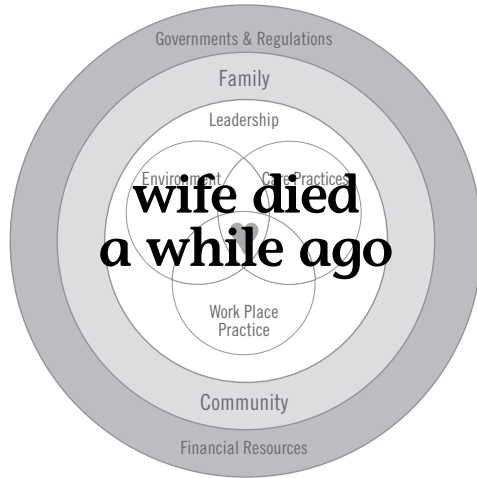 Governments & Regulations
Family
Leadership
Environment Care Practices
wife died
a while ago
Work Place
Practice
Community
Financial Resources